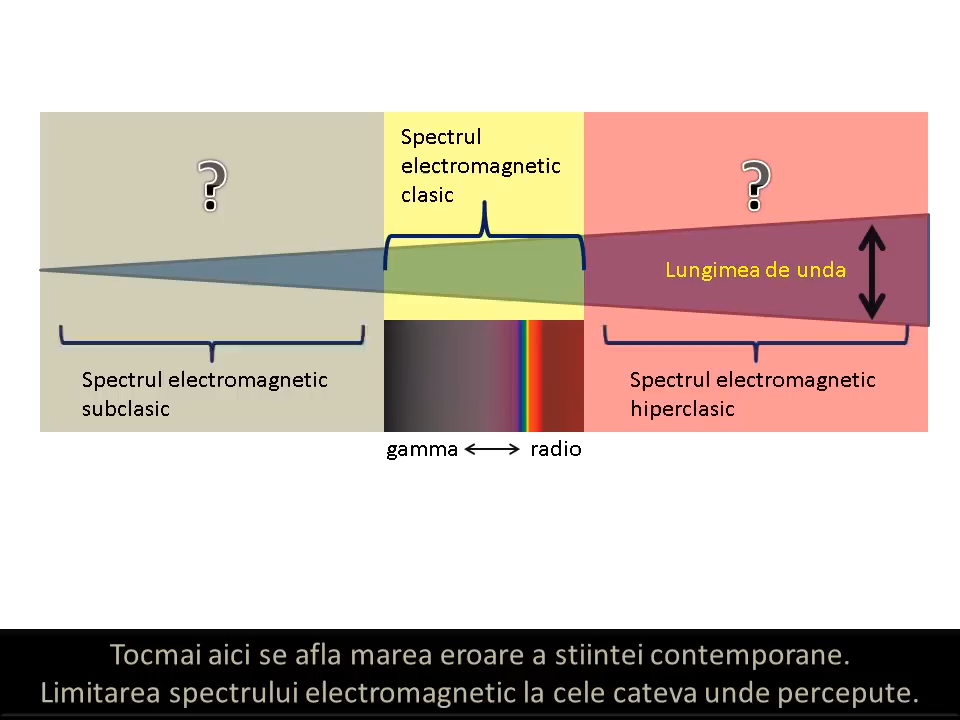 ?
Spectrul
electromagnetic
clasic
?
Lungimea de unda
Spectrul electromagnetic
subclasic
Spectrul electromagnetic
hiperclasic
gamma ⟷ radio
Tocmai aici se afla marea eroare a stiintei contemporane.
Limitarea spectrului electromagnetic la cele cateva unde percepute.